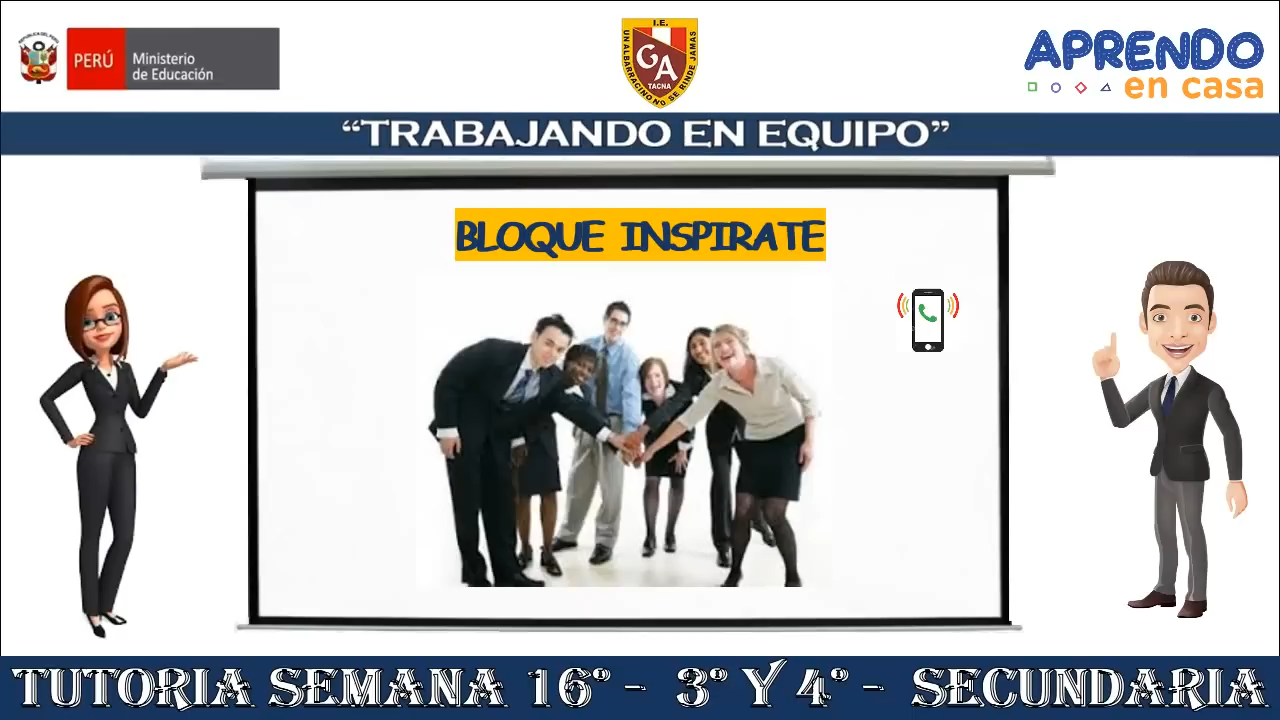 PERÚ
Ministerio
de Educación
I.E.
UN ALBARRACINO NO SE RINDE JAMAS
GA
TACNA
APRENDO
en casa
“TRABAJANDO EN EQUIPO”
BLOQUE INSPIRATE
TUTORIA SEMANA 16° - 3° Y 4° - SECUNDARIA